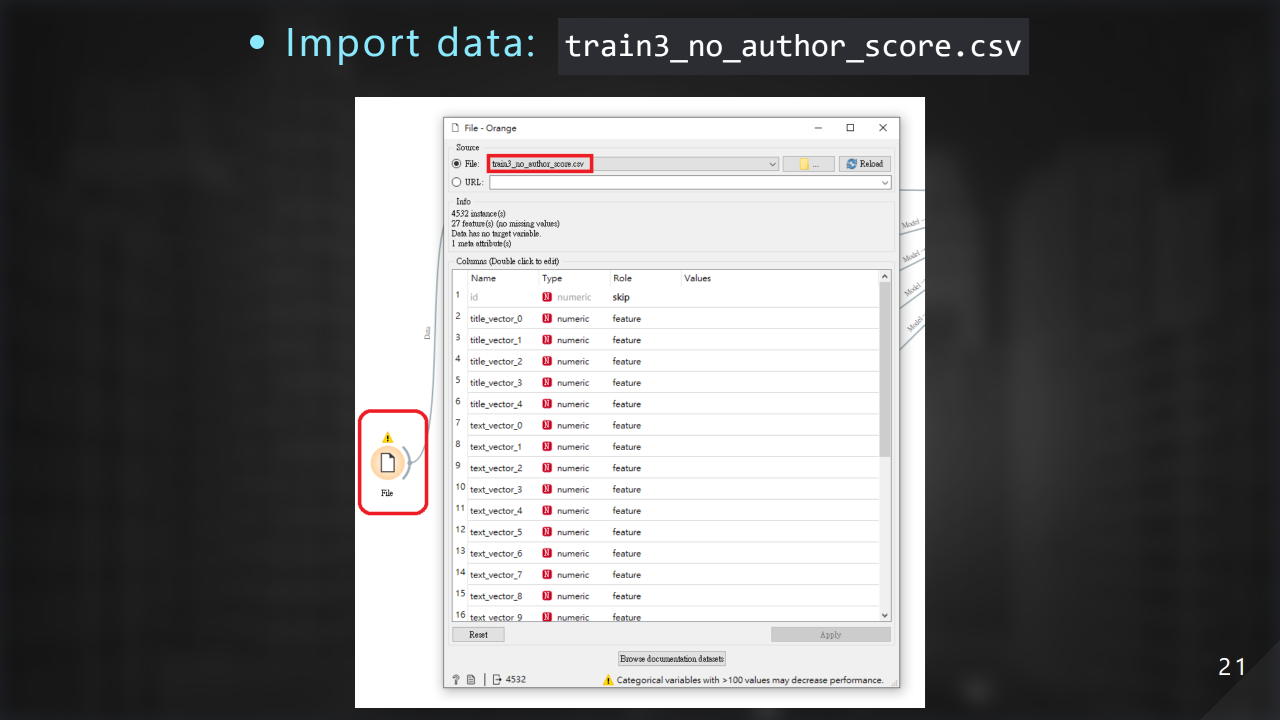 • Import data: train3_no_author_score.csv
File - Orange
Source
File: train3_no_author_score.csv ... Reload
URL:
Info
4532 instance(s)
27 feature(s) (no missing values)
Data has no target variable.
1 meta attribute(s)
Columns (Double click to edit)
Name Type Role Values
1 id N numeric skip
2 title_vector_0 N numeric feature
3 title_vector_1 N numeric feature
4 title_vector_2 N numeric feature
5 title_vector_3 N numeric feature
6 title_vector_4 N numeric feature
7 text_vector_0 N numeric feature
8 text_vector_1 N numeric feature
9 text_vector_2 N numeric feature
10 text_vector_3 N numeric feature
11 text_vector_4 N numeric feature
12 text_vector_5 N numeric feature
13 text_vector_6 N numeric feature
14 text_vector_7 N numeric feature
15 text_vector_8 N numeric feature
16 text_vector_9 N numeric feature
Reset Apply
Browse documentation datasets
? 4532 Categorical variables with >100 values may decrease performance.
Data
File
Model
Model
Model
Model
21